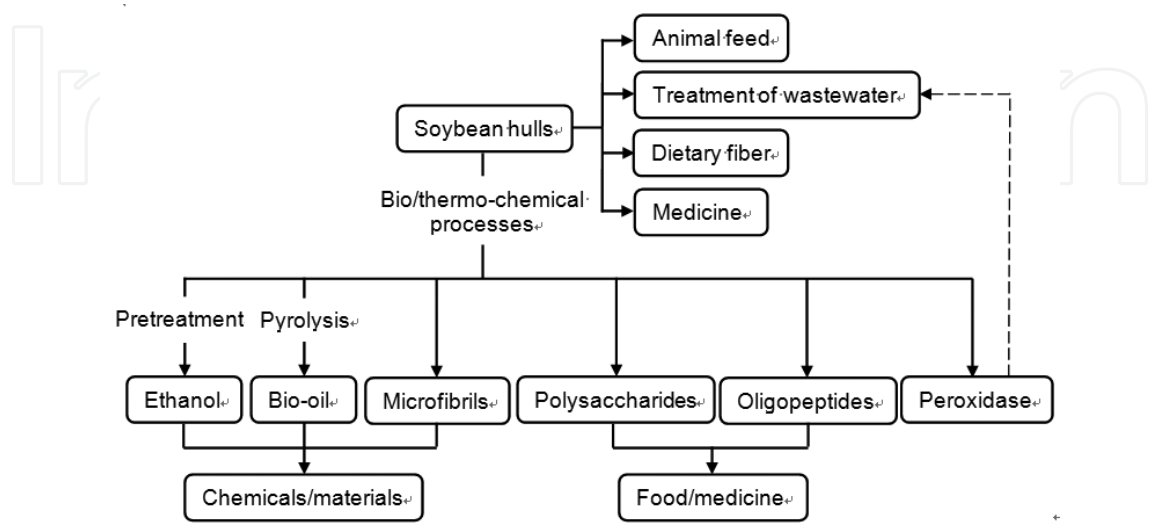 Animal feed
Treatment of wastewater
Soybean hulls
Dietary fiber
Bio/thermo-chemical
processes
Medicine
Pretreatment
Pyrolysis
Ethanol
Bio-oil
Microfibrils
Polysaccharides
Oligopeptides
Peroxidase
Chemicals/materials
Food/medicine